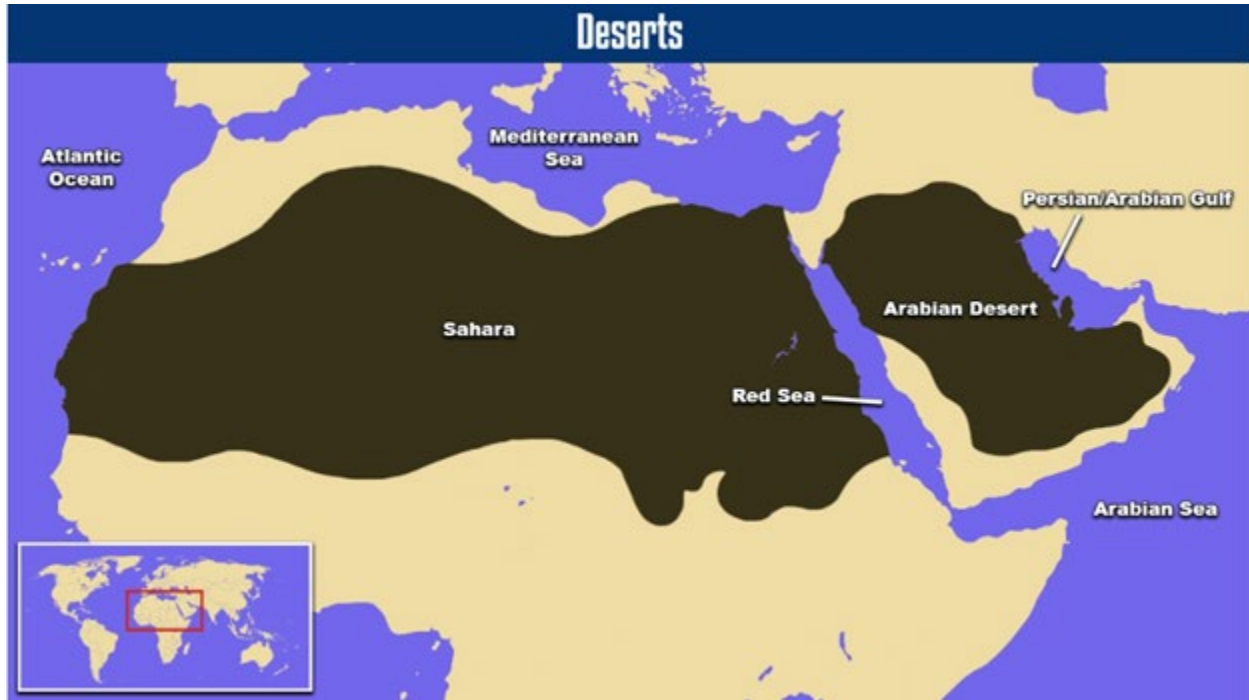 Deserts
Atlantic
Ocean
Mediterranean
Sea
Persian/Arabian Gulf
Arabian Desert
Sahara
Red Sea
Arabian Sea